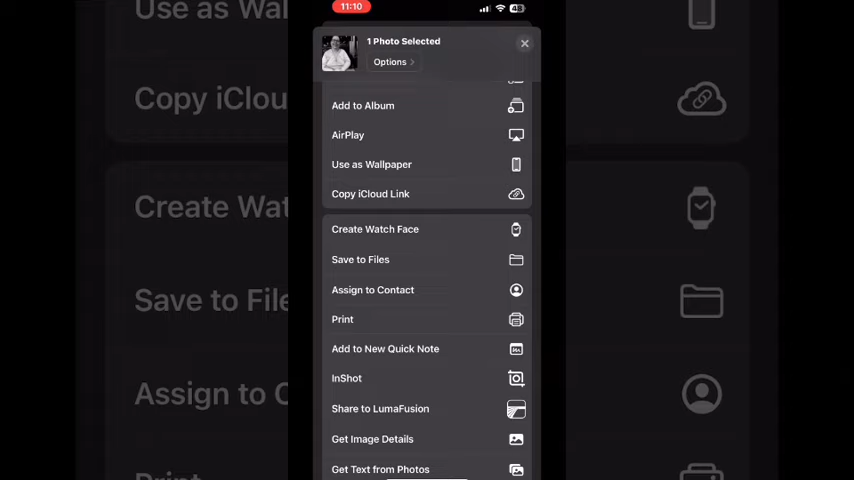 11:10
1 Photo Selected
Options
Add to Album
AirPlay
Use as Wallpaper
Copy iCloud Link
Create Watch Face
Save to Files
Assign to Contact
Print
Add to New Quick Note
InShot
Share to LumaFusion
Get Image Details
Get Text from Photos
Use as Wal
Copy iClou
Create Wat
Save to File
Assign to C
Print